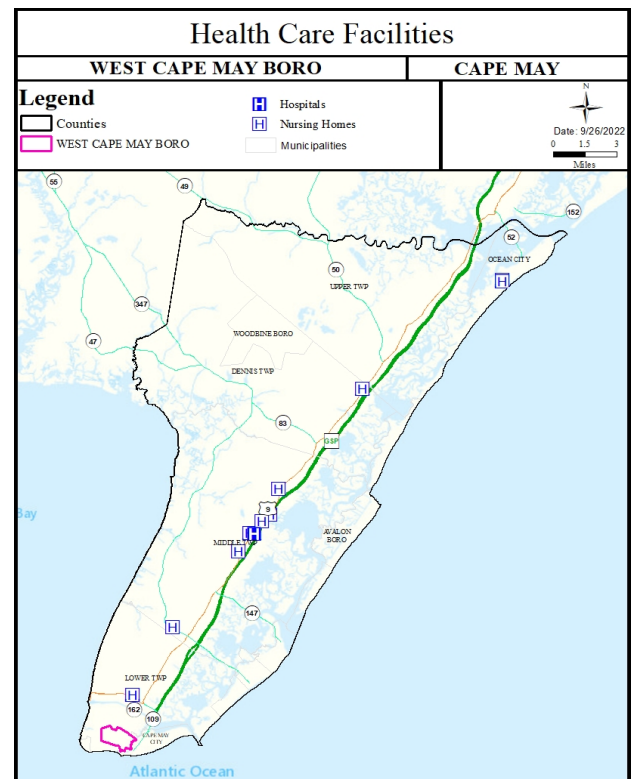 Health Care Facilities
WEST CAPE MAY BORO
CAPE MAY
Legend
Counties
WEST CAPE MAY BORO
H Hospitals
H Nursing Homes
Municipalities
N
Date: 9/26/2022
0 1.5 3
Miles
55
49
152
52
OCEAN CITY
50
UPPER TWP
H
347
WOODBINE BORO
47
DENNIS TWP
H
83
GSP
H
9
H
AVALON
BORO
MIDDLE TWP
H
H
147
H
LOWER TWP
H
162
109
CAPE MAY
CITY
Bay
Atlantic Ocean